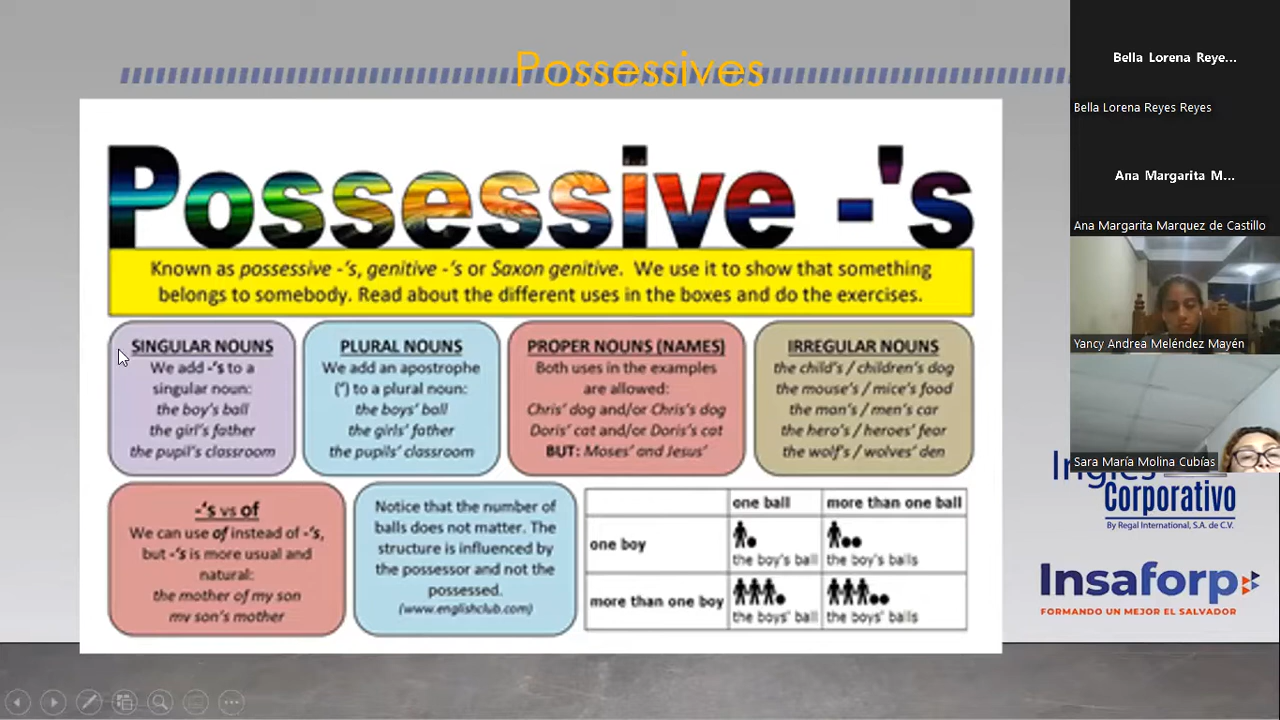 Possessives
Possessive -'s
Known as possessive -'s, genitive -'s or Saxon genitive. We use it to show that something
belongs to somebody. Read about the different uses in the boxes and do the exercises.
SINGULAR NOUNS
We add -'s to a
singular noun:
the boy's ball
the girl's father
the pupil's classroom
PLURAL NOUNS
We add an apostrophe
(') to a plural noun:
the boys' ball
the girls' father
the pupils' classroom
PROPER NOUNS (NAMES)
Both uses in the examples
are allowed:
Chris' dog and/or Chris's dog
Doris' cat and/or Doris's cat
BUT: Moses' and Jesus'
IRREGULAR NOUNS
the child's / children's dog
the mouse's / mice's food
the man's / men's car
the hero's / heroes' fear
the wolf's / wolves' den
-'s vs of
We can use of instead of -'s,
but -'s is more usual and
natural:
the mother of my son
my son's mother
Notice that the number of
balls does not matter. The
structure is influenced by
the possessor and not the
possessed.
(www.englishclub.com)
one ball more than one ball
one boy
the boy's ball the boy's balls
more than one boy
the boys' ball the boys' balls
Bella Lorena Reye...
Bella Lorena Reyes Reyes
Ana Margarita M...
Ana Margarita Marquez de Castillo
Yancy Andrea Meléndez Mayén
Sara María Molina Cubías
Inglés
Corporativo
By Regal International, S.A. de C.V.
Insaforp
FORMANDO UN MEJOR EL SALVADOR